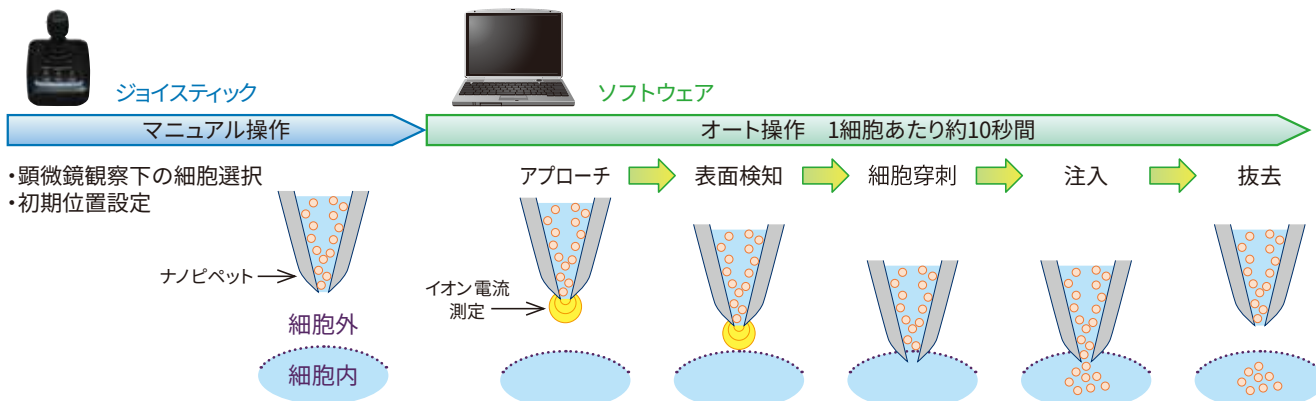 ジョイスティック
ソフトウェア
マニュアル操作
オート操作　1細胞あたり約10秒間
・顕微鏡観察下の細胞選択
・初期位置設定
アプローチ
表面検知
細胞穿刺
注入
抜去
ナノピペット
イオン電流
測定
細胞外
細胞内